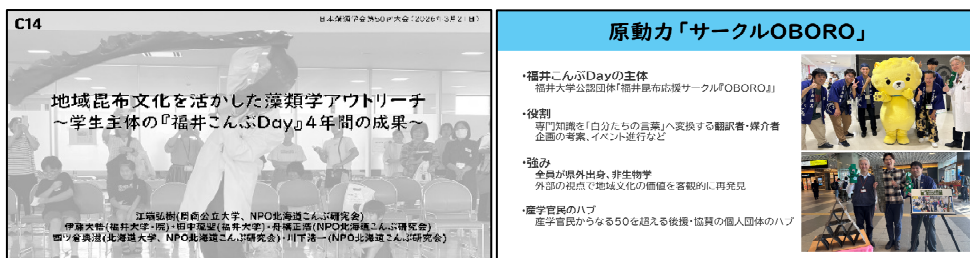 C14
日本藻類学会第50回大会(2026年3月21日)
地域昆布文化を活かした藻類学アウトリーチ
～学生主体の『福井こんぶDay』4年間の成果～
江端弘樹(周南公立大学、NPO北海道こんぶ研究会)
伊藤大悟(福井大学・院)・田中 (福井大学)・舟橋正浩(NPO北海道こんぶ研究会)
四ツ倉典滋(北海道大学、NPO北海道こんぶ研究会)・川下浩一(NPO北海道こんぶ研究会)
原動力「サークルOBORO」
・福井こんぶDayの主体
福井大学公認団体「福井昆布応援サークル『OBORO』」
・役割
専門知識を「自分たちの言葉」へ変換する翻訳者・媒介者
企画の考案、イベント進行など
・強み
全員が県外出身、非生物学
外部の視点で地域文化の価値を客観的に再発見
・産学官民のハブ
産学官民からなる50を超える後援・協賛の個人団体のハブ